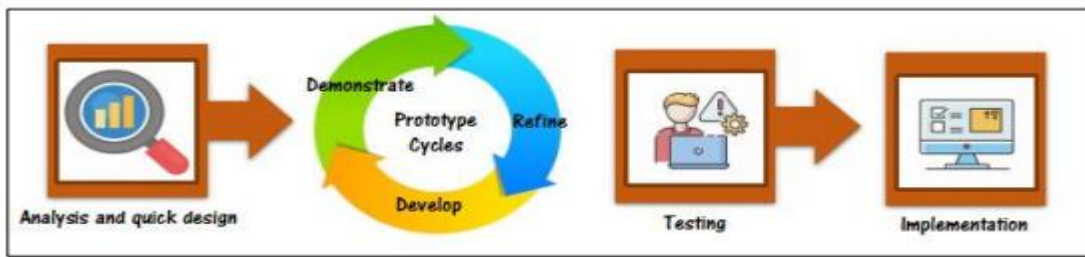 Demonstrate
Prototype
Cycles
Refine
Develop
Analysis and quick design
Testing
Implementation